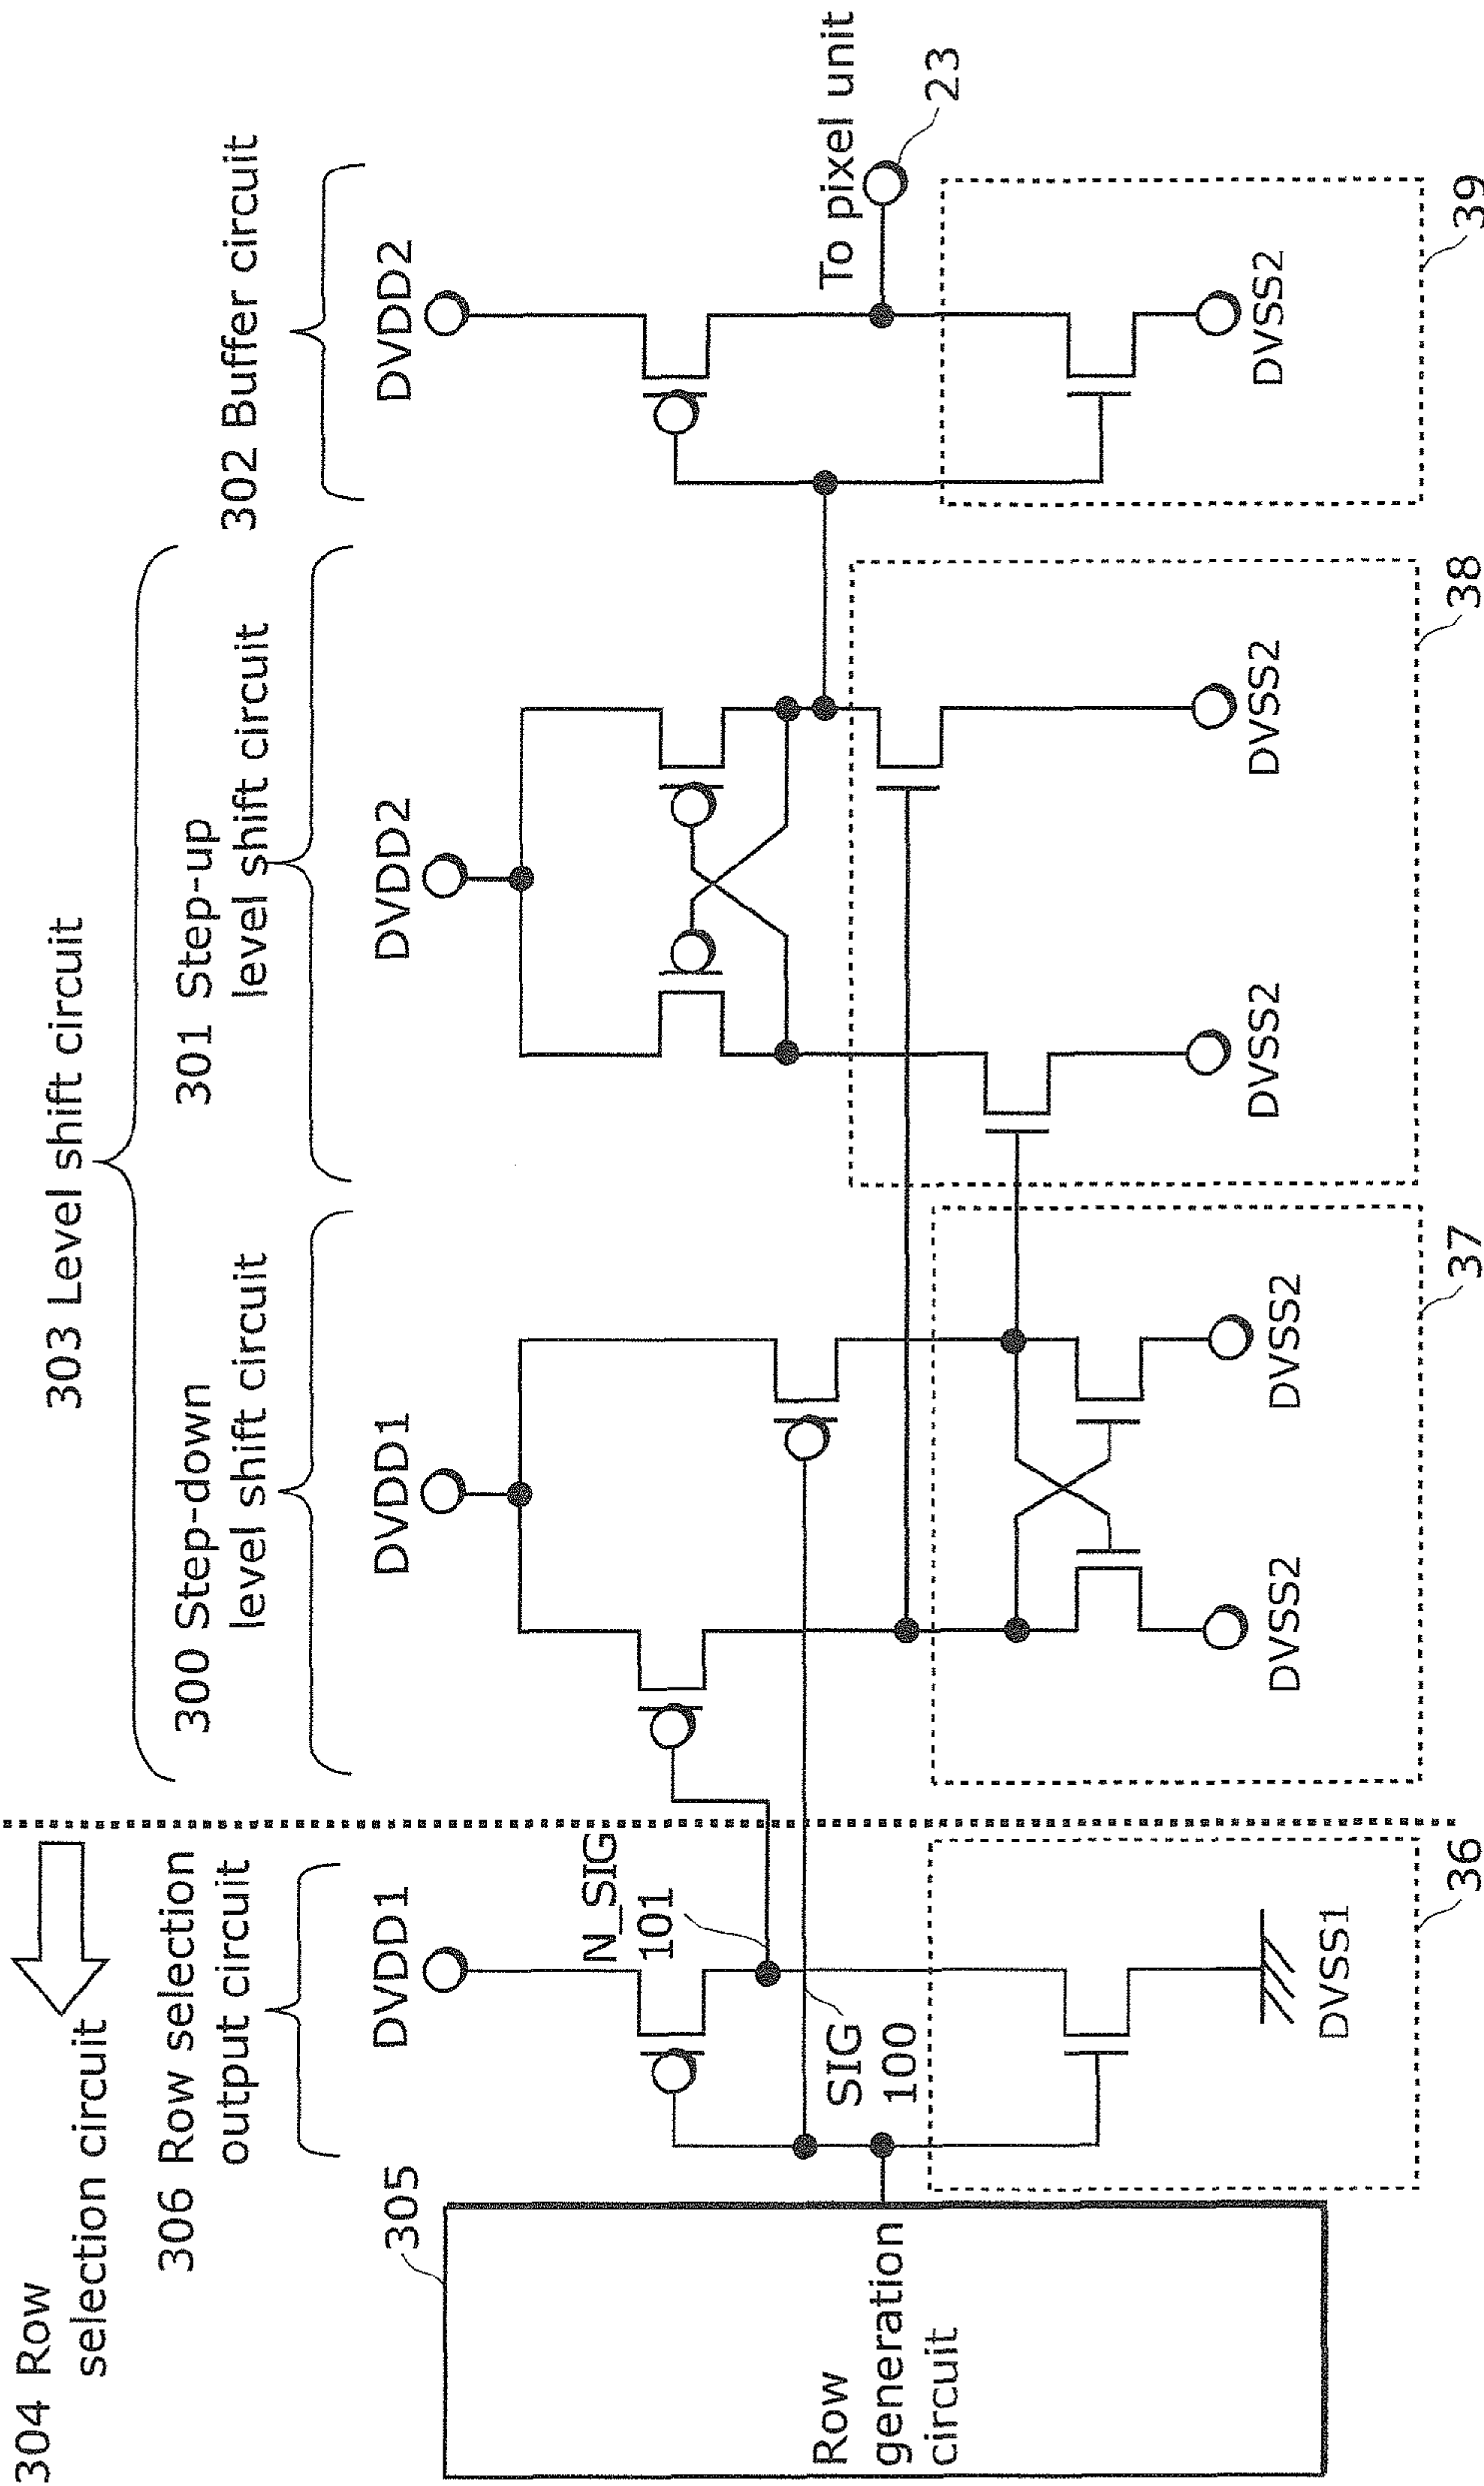 304 Row
selection circuit
303 Level shift circuit
306 Row selection
output circuit
300 Step-down
level shift circuit
301 Step-up
level shift circuit
302 Buffer circuit
305
DVDD1
DVDD1
DVDD2
DVDD2
N_SIG
101
SIG
100
Row
generation
circuit
To pixel unit
23
DVSS1
DVSS2
DVSS2
DVSS2
DVSS2
DVSS2
36
37
38
39